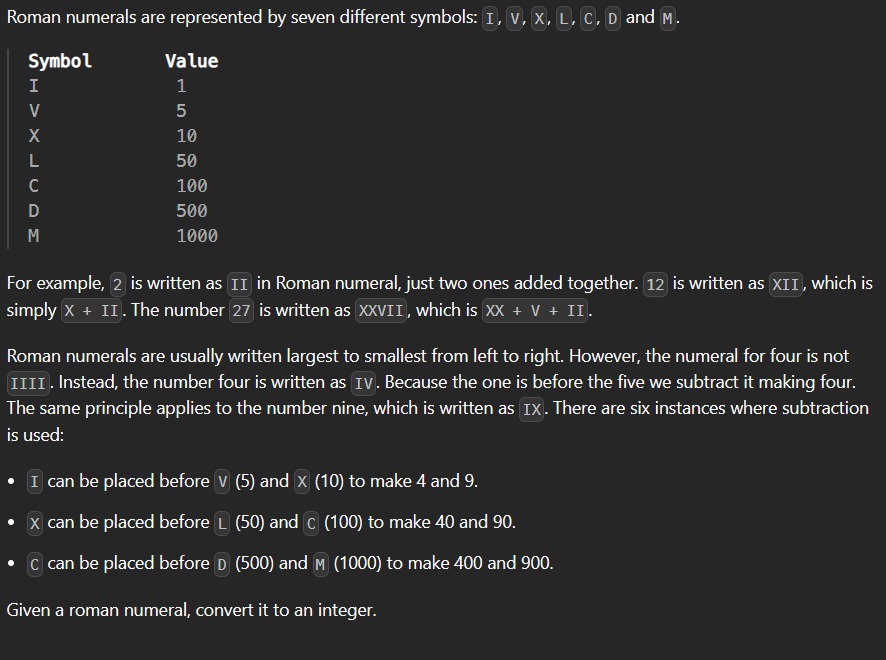 Roman numerals are represented by seven different symbols: I, V, X, L, C, D and M.
Symbol Value
I 1
V 5
X 10
L 50
C 100
D 500
M 1000
For example, 2 is written as II in Roman numeral, just two ones added together. 12 is written as XII, which is
simply X + II. The number 27 is written as XXVII, which is XX + V + II.
Roman numerals are usually written largest to smallest from left to right. However, the numeral for four is not
IIII. Instead, the number four is written as IV. Because the one is before the five we subtract it making four.
The same principle applies to the number nine, which is written as IX. There are six instances where subtraction
is used:
• I can be placed before V (5) and X (10) to make 4 and 9.
• X can be placed before L (50) and C (100) to make 40 and 90.
• C can be placed before D (500) and M (1000) to make 400 and 900.
Given a roman numeral, convert it to an integer.